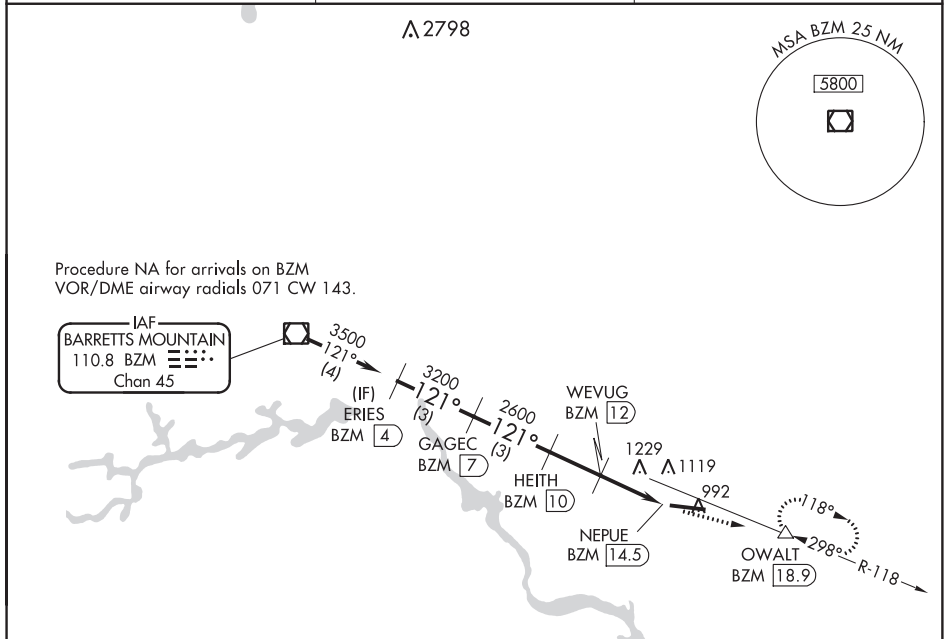 2798
MSA BZM 25 NM
5800
Procedure NA for arrivals on BZM
VOR/DME airway radials 071 CW 143.
IAF
BARRETTS MOUNTAIN
110.8 BZM
Chan 45
3500
121°
(4)
(IF)
ERIES
BZM 4
3200
121°
(3)
GAGEC
BZM 7
2600
121°
(3)
HEITH
BZM 10
WEVUG
BZM 12
1229
1119
992
NEPUE
BZM 14.5
118°
298°
R-118
OWALT
BZM 18.9